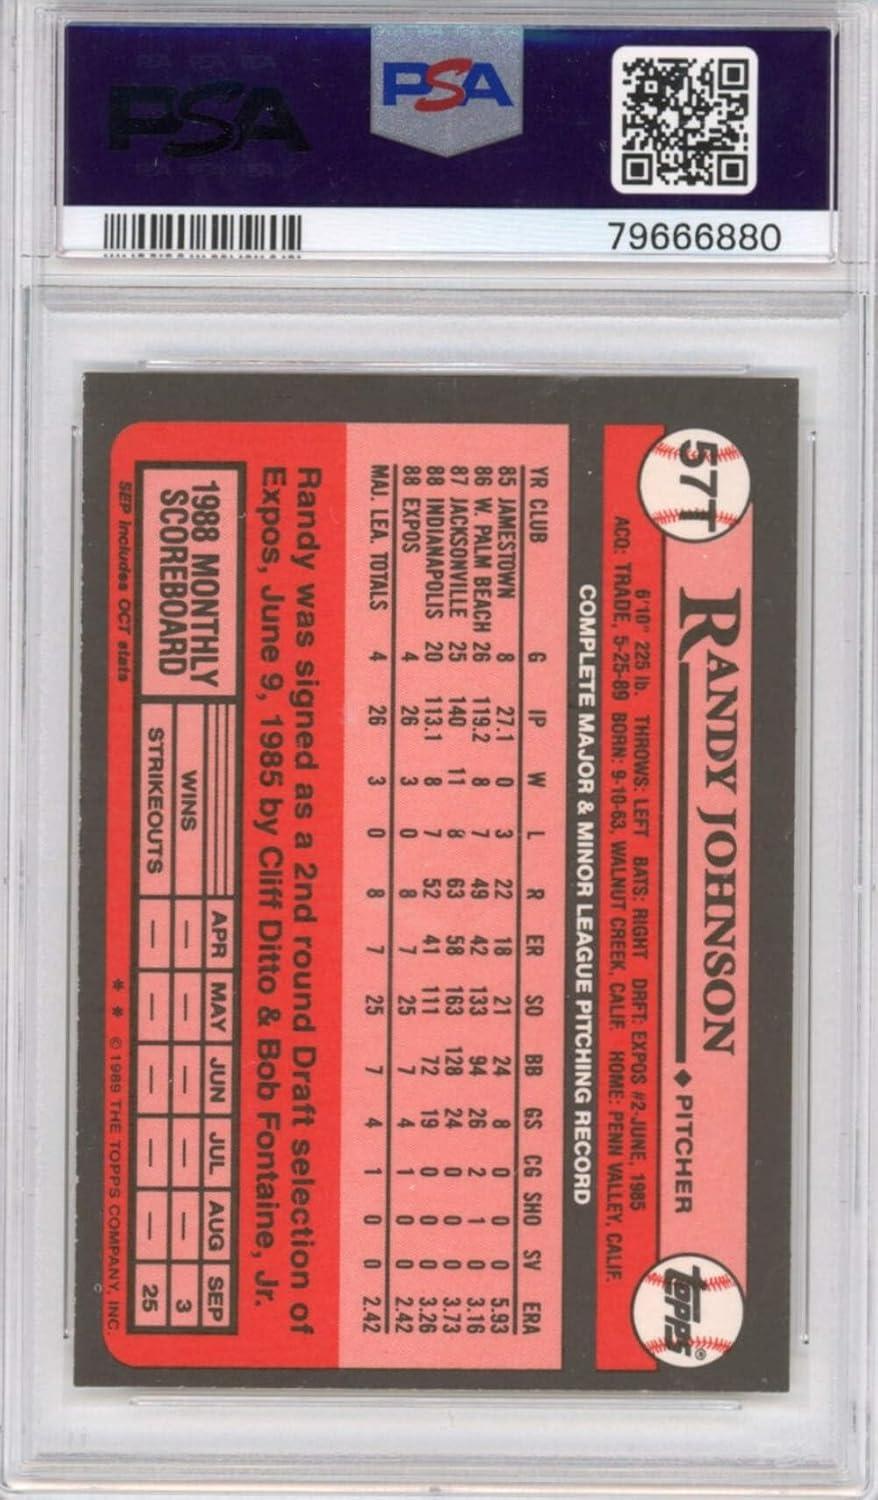 PSA
PSA
79666880
57T
RANDY JOHNSON ◆ PITCHER
topps®
6'10" 225 lb. THROWS: LEFT BATS: RIGHT DRFT: EXPOS #2-JUNE, 1985
ACQ: TRADE, 5-25-89 BORN: 9-10-63, WALNUT CREEK, CALIF. HOME: PENN VALLEY, CALIF.
COMPLETE MAJOR & MINOR LEAGUE PITCHING RECORD
YR CLUB G IP W L R ER SO BB GS CG SHO SV ERA
85 JAMESTOWN 8 27.1 0 3 22 18 21 24 8 0 0 0 5.93
86 W. PALM BEACH 26 119.2 8 7 49 42 133 94 26 2 1 0 3.16
87 JACKSONVILLE 25 140 11 8 63 58 163 128 24 0 0 0 3.73
88 INDIANAPOLIS 20 113.1 8 7 52 41 111 72 19 0 0 0 3.26
88 EXPOS 4 26 3 0 8 7 25 7 4 1 0 0 2.42
MAJ. LEA. TOTALS 4 26 3 0 8 7 25 7 4 1 0 0 2.42
Randy was signed as a 2nd round Draft selection of
Expos, June 9, 1985 by Cliff Ditto & Bob Fontaine, Jr.
1988 MONTHLY
SCOREBOARD
APR MAY JUN JUL AUG SEP
WINS — — — — — 3
STRIKEOUTS — — — — — 25
SEP includes OCT stats
* * © 1989 THE TOPPS COMPANY, INC.